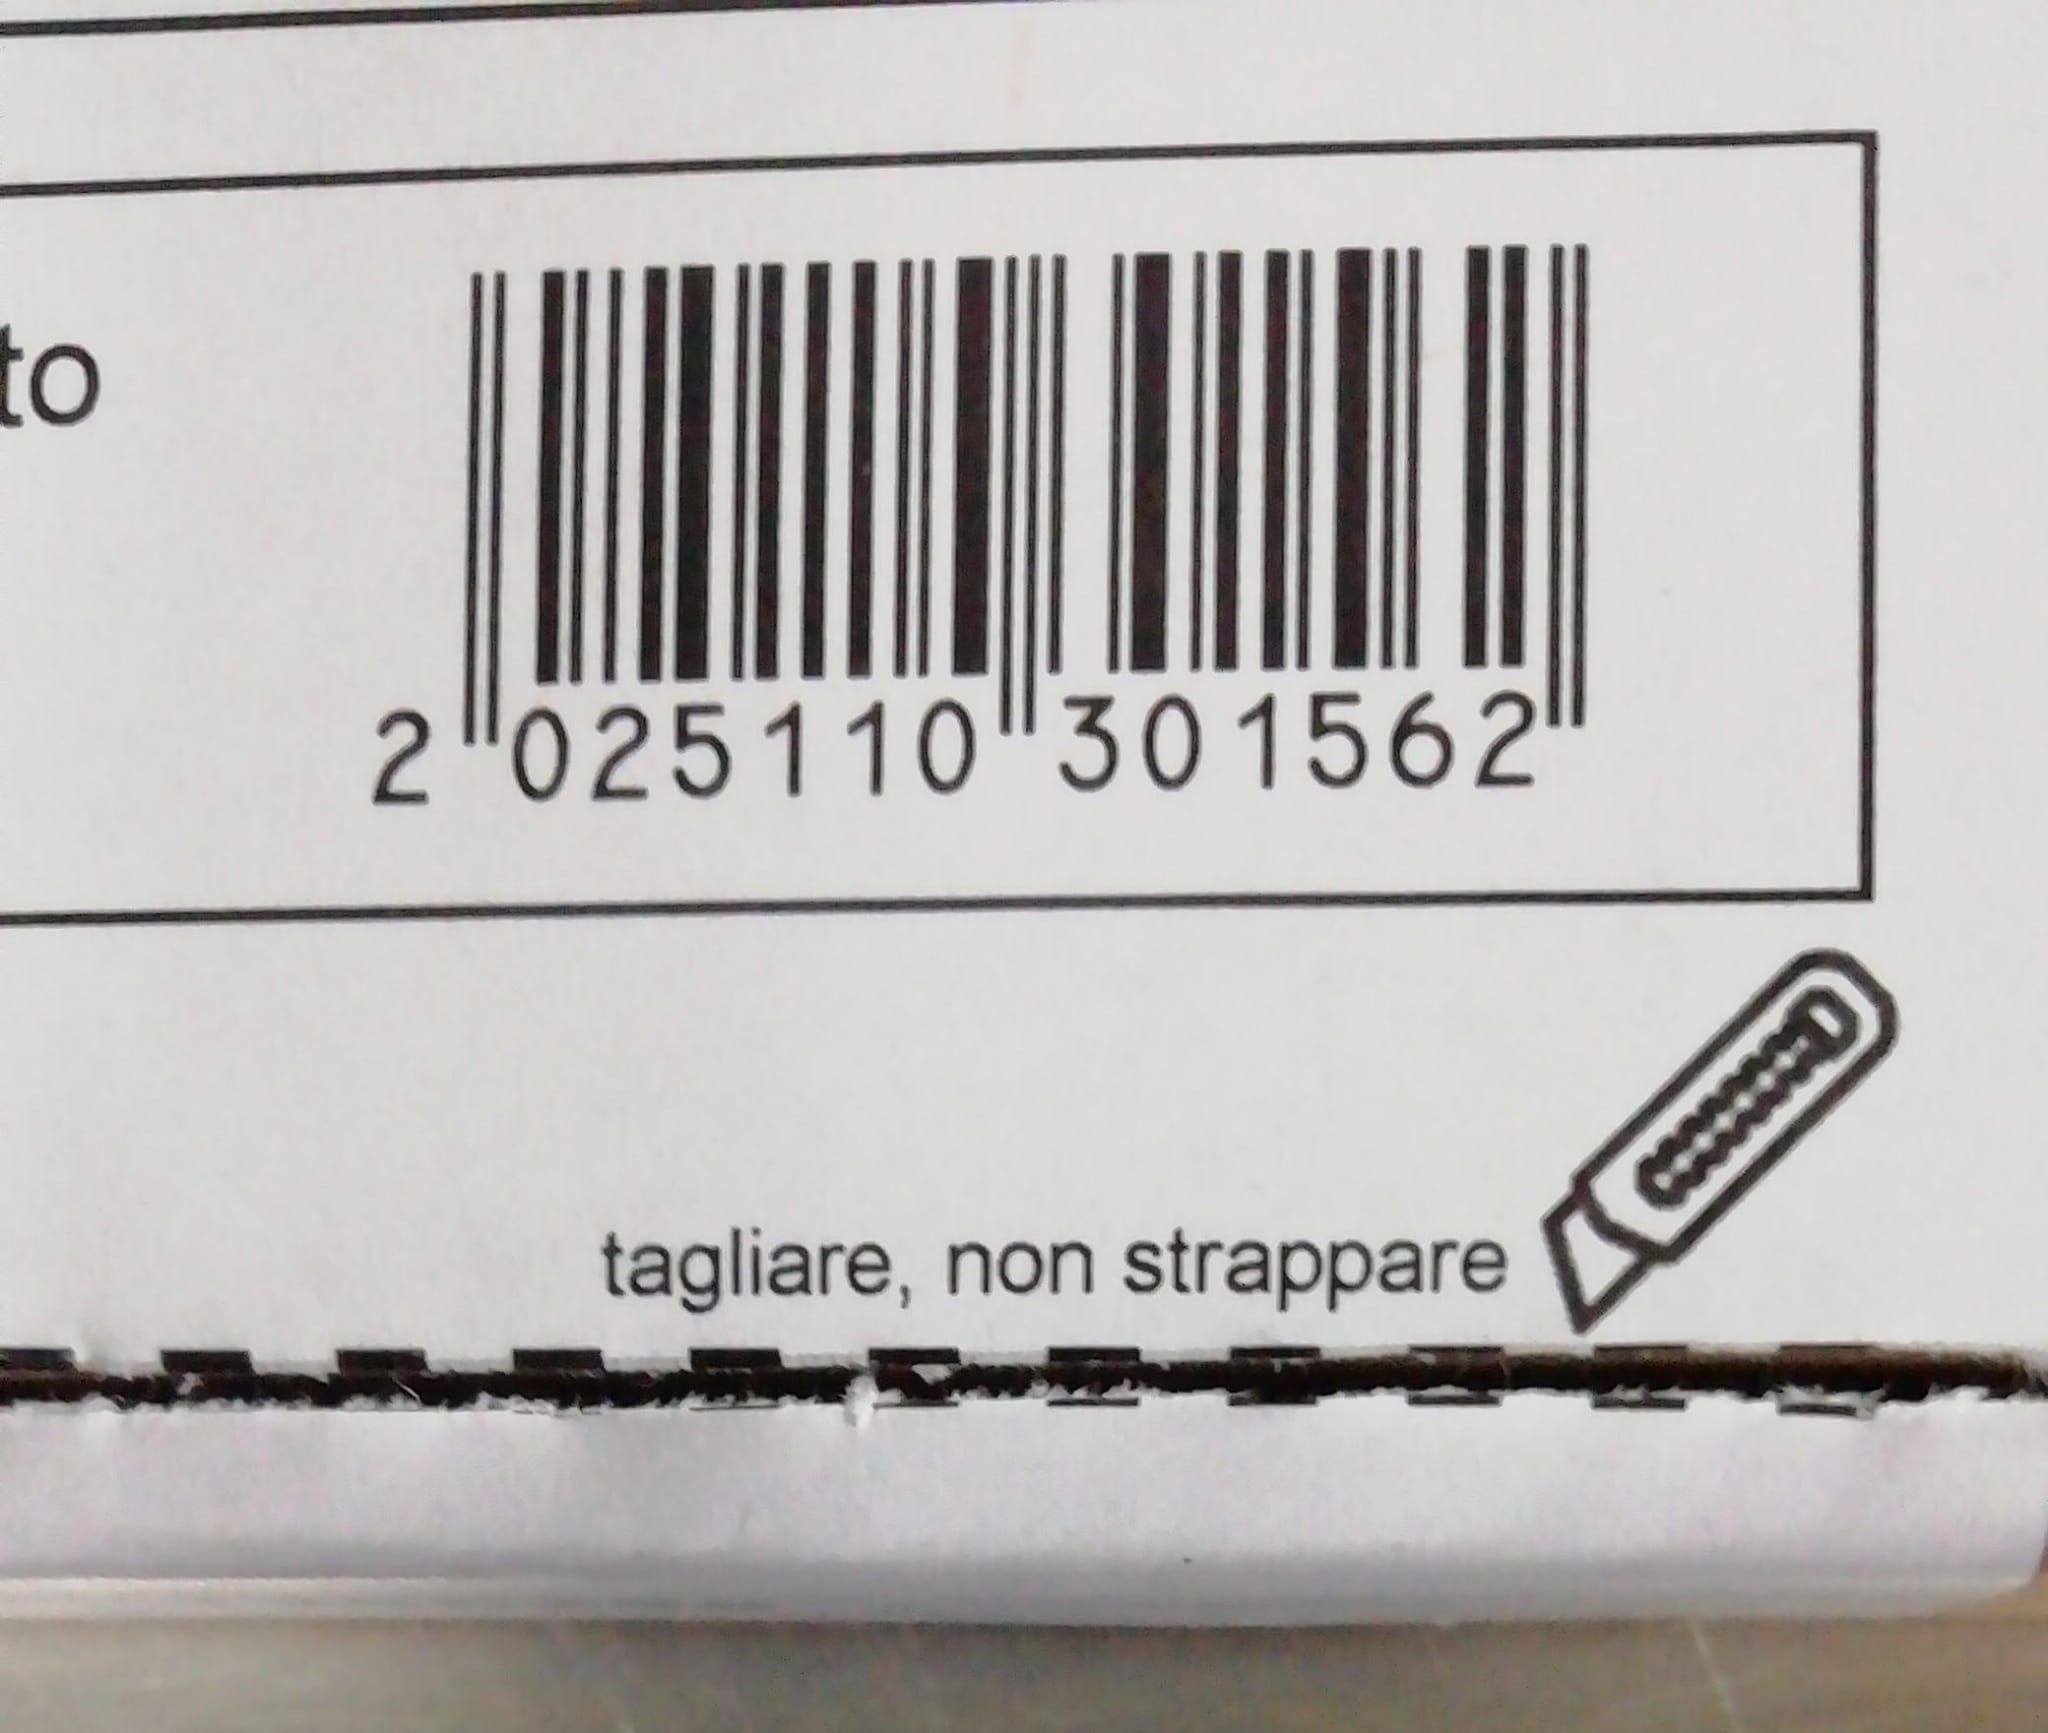 to
2 025110 301562
tagliare, non strappare